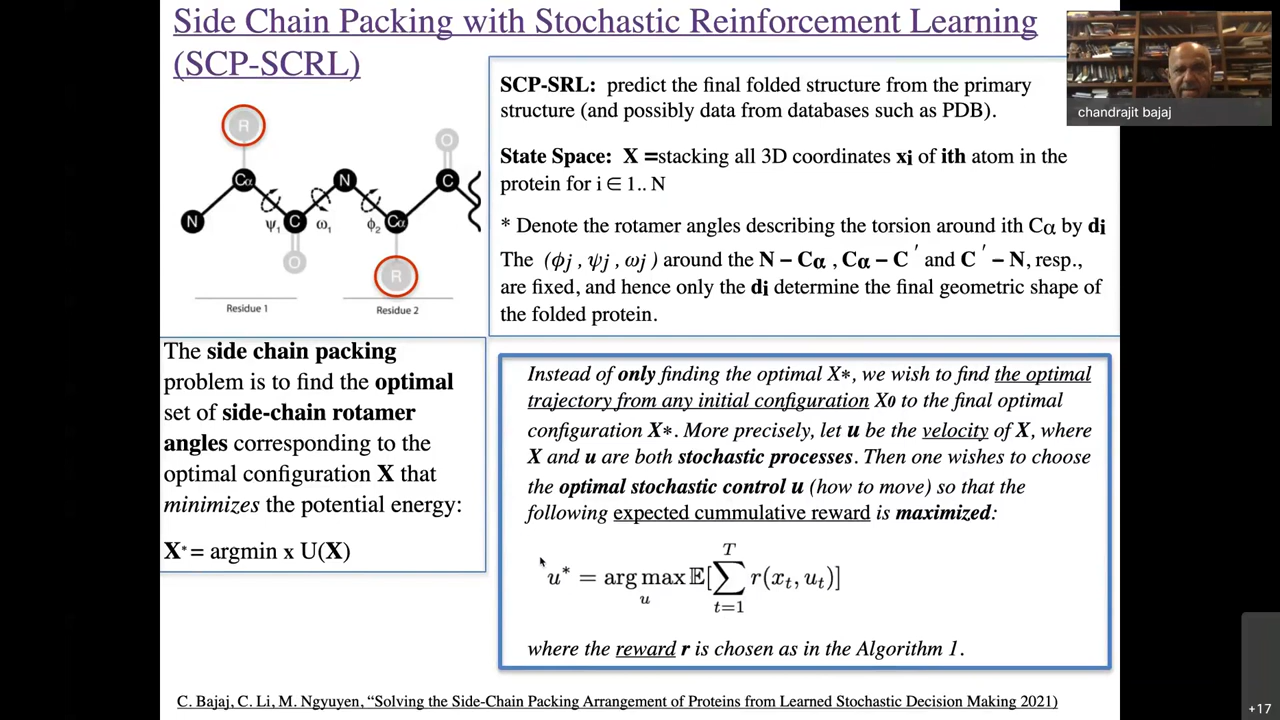 Side Chain Packing with Stochastic Reinforcement Learning
(SCP-SCRL)
chandrajit bajaj
R
O
Cα
N
C
N
ψ₁
C
ω₁
ϕ₂
Cα
O
R
Residue 1
Residue 2
SCP-SRL: predict the final folded structure from the primary
structure (and possibly data from databases such as PDB).
State Space: X =stacking all 3D coordinates xi of ith atom in the
protein for i ∈ 1.. N
* Denote the rotamer angles describing the torsion around ith Cα by di
The (ϕj , ψj , ωj ) around the N – Cα , Cα – C ′ and C ′ – N, resp.,
are fixed, and hence only the di determine the final geometric shape of
the folded protein.
The side chain packing
problem is to find the optimal
set of side-chain rotamer
angles corresponding to the
optimal configuration X that
minimizes the potential energy:
X* = argmin x U(X)
Instead of only finding the optimal X*, we wish to find the optimal
trajectory from any initial configuration X0 to the final optimal
configuration X*. More precisely, let u be the velocity of X, where
X and u are both stochastic processes. Then one wishes to choose
the optimal stochastic control u (how to move) so that the
following expected cummulative reward is maximized:
u* = arg max_u 𝔼[∑_{t=1}^{T} r(x_t, u_t)]
where the reward r is chosen as in the Algorithm 1.
C. Bajaj, C. Li, M. Ngyuyen, “Solving the Side-Chain Packing Arrangement of Proteins from Learned Stochastic Decision Making 2021)
+17